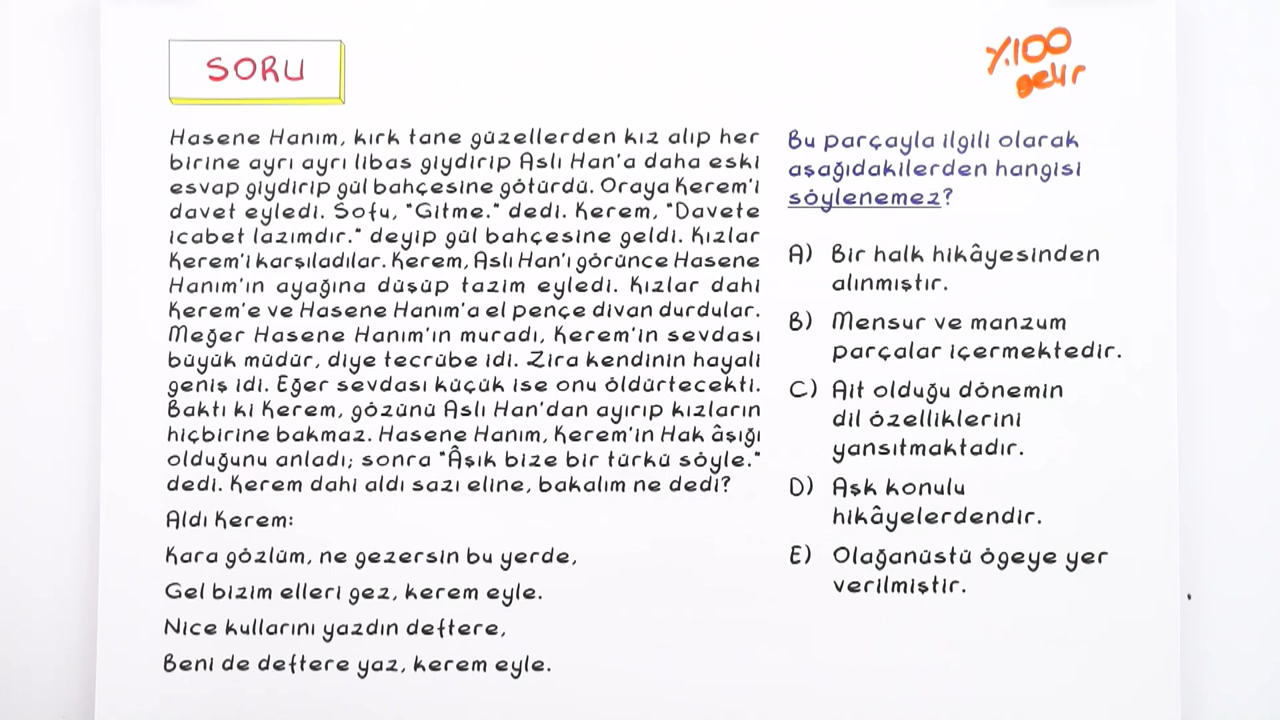 SORU
%100
gelir
Hasene Hanım, kırk tane güzellerden kız alıp her
birine ayrı ayrı libas giydirip Aslı Han'a daha eski
esvap giydirip gül bahçesine götürdü. Oraya Kerem'i
davet eyledi. Sofu, "Gitme." dedi. Kerem, "Davete
icabet lazımdır." deyip gül bahçesine geldi. Kızlar
Kerem'i karşıladılar. Kerem, Aslı Han'ı görünce Hasene
Hanım'ın ayağına düşüp tazim eyledi. Kızlar dahi
Kerem'e ve Hasene Hanım'a el pençe divan durdular.
Meğer Hasene Hanım'ın muradı, Kerem'in sevdası
büyük müdür, diye tecrübe idi. Zira kendinin hayali
geniş idi. Eğer sevdası küçük ise onu öldürtecekti.
Baktı ki Kerem, gözünü Aslı Han'dan ayırıp kızların
hiçbirine bakmaz. Hasene Hanım, Kerem'in Hak âşığı
olduğunu anladı; sonra "Âşık bize bir türkü söyle."
dedi. Kerem dahi aldı sazı eline, bakalım ne dedi?
Aldı Kerem:
Kara gözlüm, ne gezersin bu yerde,
Gel bizim elleri gez, kerem eyle.
Nice kullarını yazdın deftere,
Beni de deftere yaz, kerem eyle.
Bu parçayla ilgili olarak
aşağıdakilerden hangisi
söylenemez?
A) Bir halk hikâyesinden
alınmıştır.
B) Mensur ve manzum
parçalar içermektedir.
C) Ait olduğu dönemin
dil özelliklerini
yansıtmaktadır.
D) Aşk konulu
hikâyelerdendir.
E) Olağanüstü ögeye yer
verilmiştir.